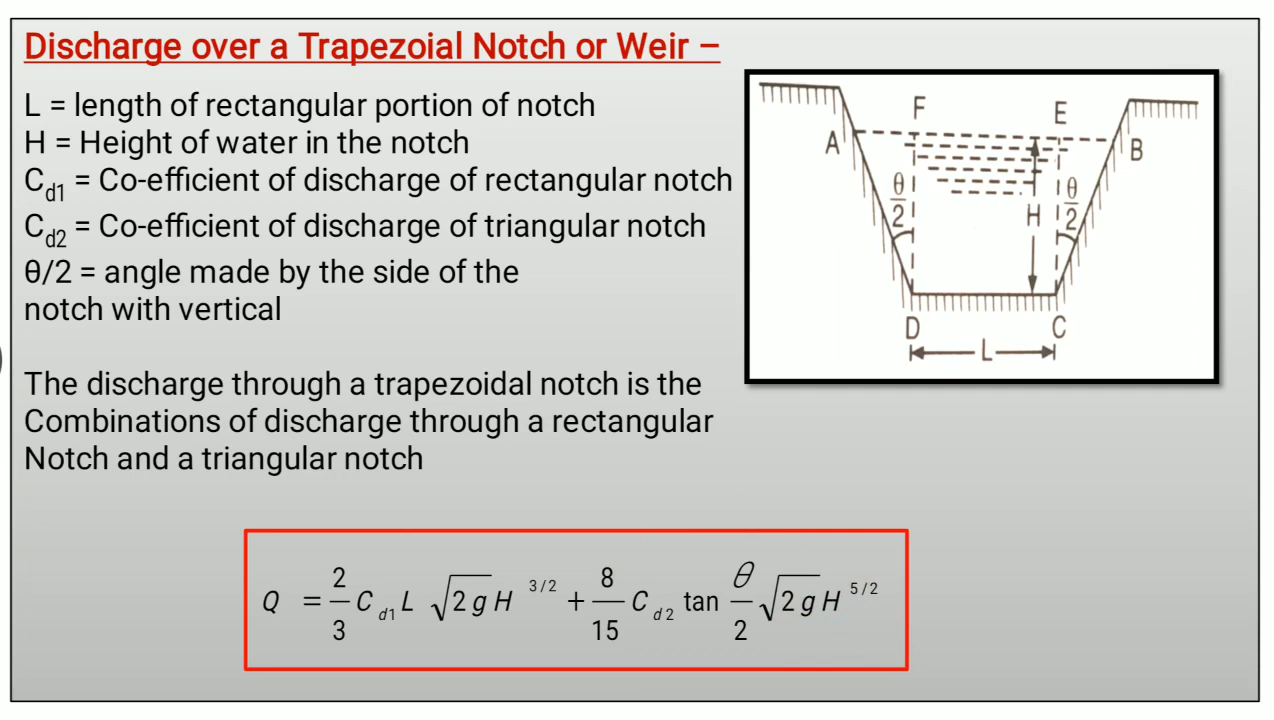 Discharge over a Trapezoial Notch or Weir –
L = length of rectangular portion of notch
H = Height of water in the notch
Cd1 = Co-efficient of discharge of rectangular notch
Cd2 = Co-efficient of discharge of triangular notch
θ/2 = angle made by the side of the
notch with vertical
The discharge through a trapezoidal notch is the
Combinations of discharge through a rectangular
Notch and a triangular notch
F E
A B
θ/2 H θ/2
D C
L
Q = 2/3 Cd1 L √2g H 3/2 + 8/15 Cd2 tan θ/2 √2g H 5/2